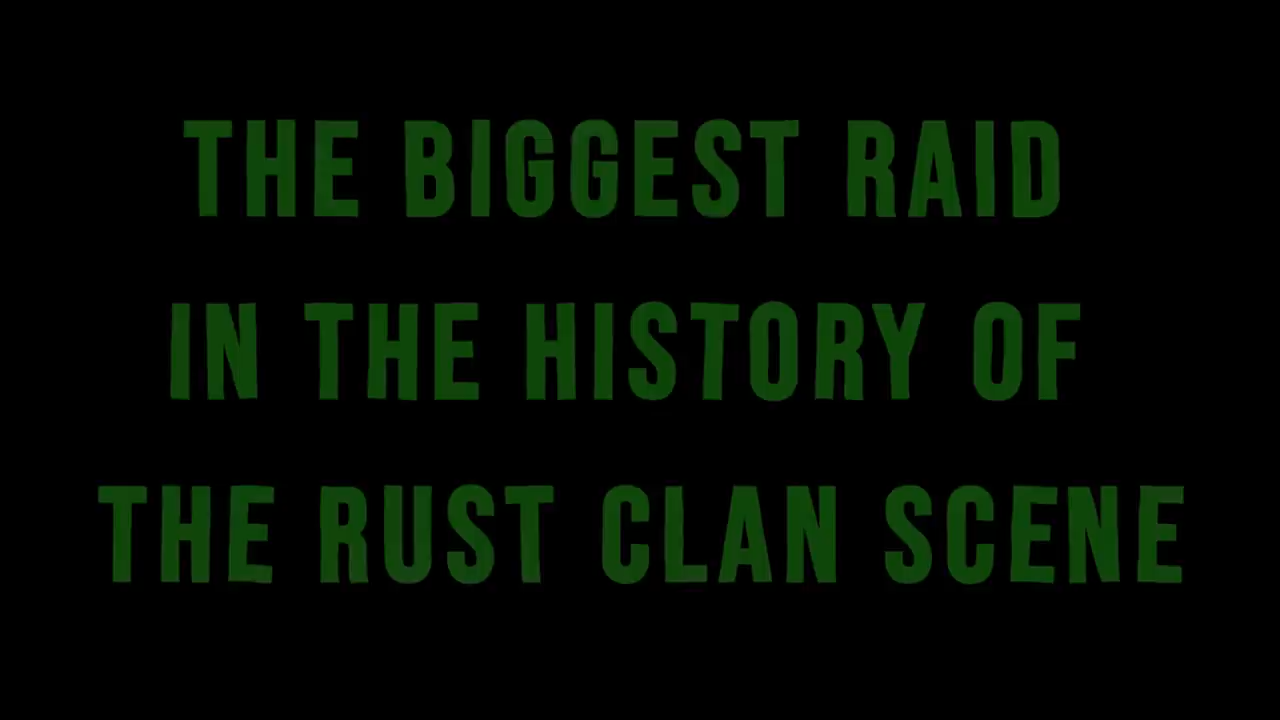 THE BIGGEST RAID
IN THE HISTORY OF
THE RUST CLAN SCENE